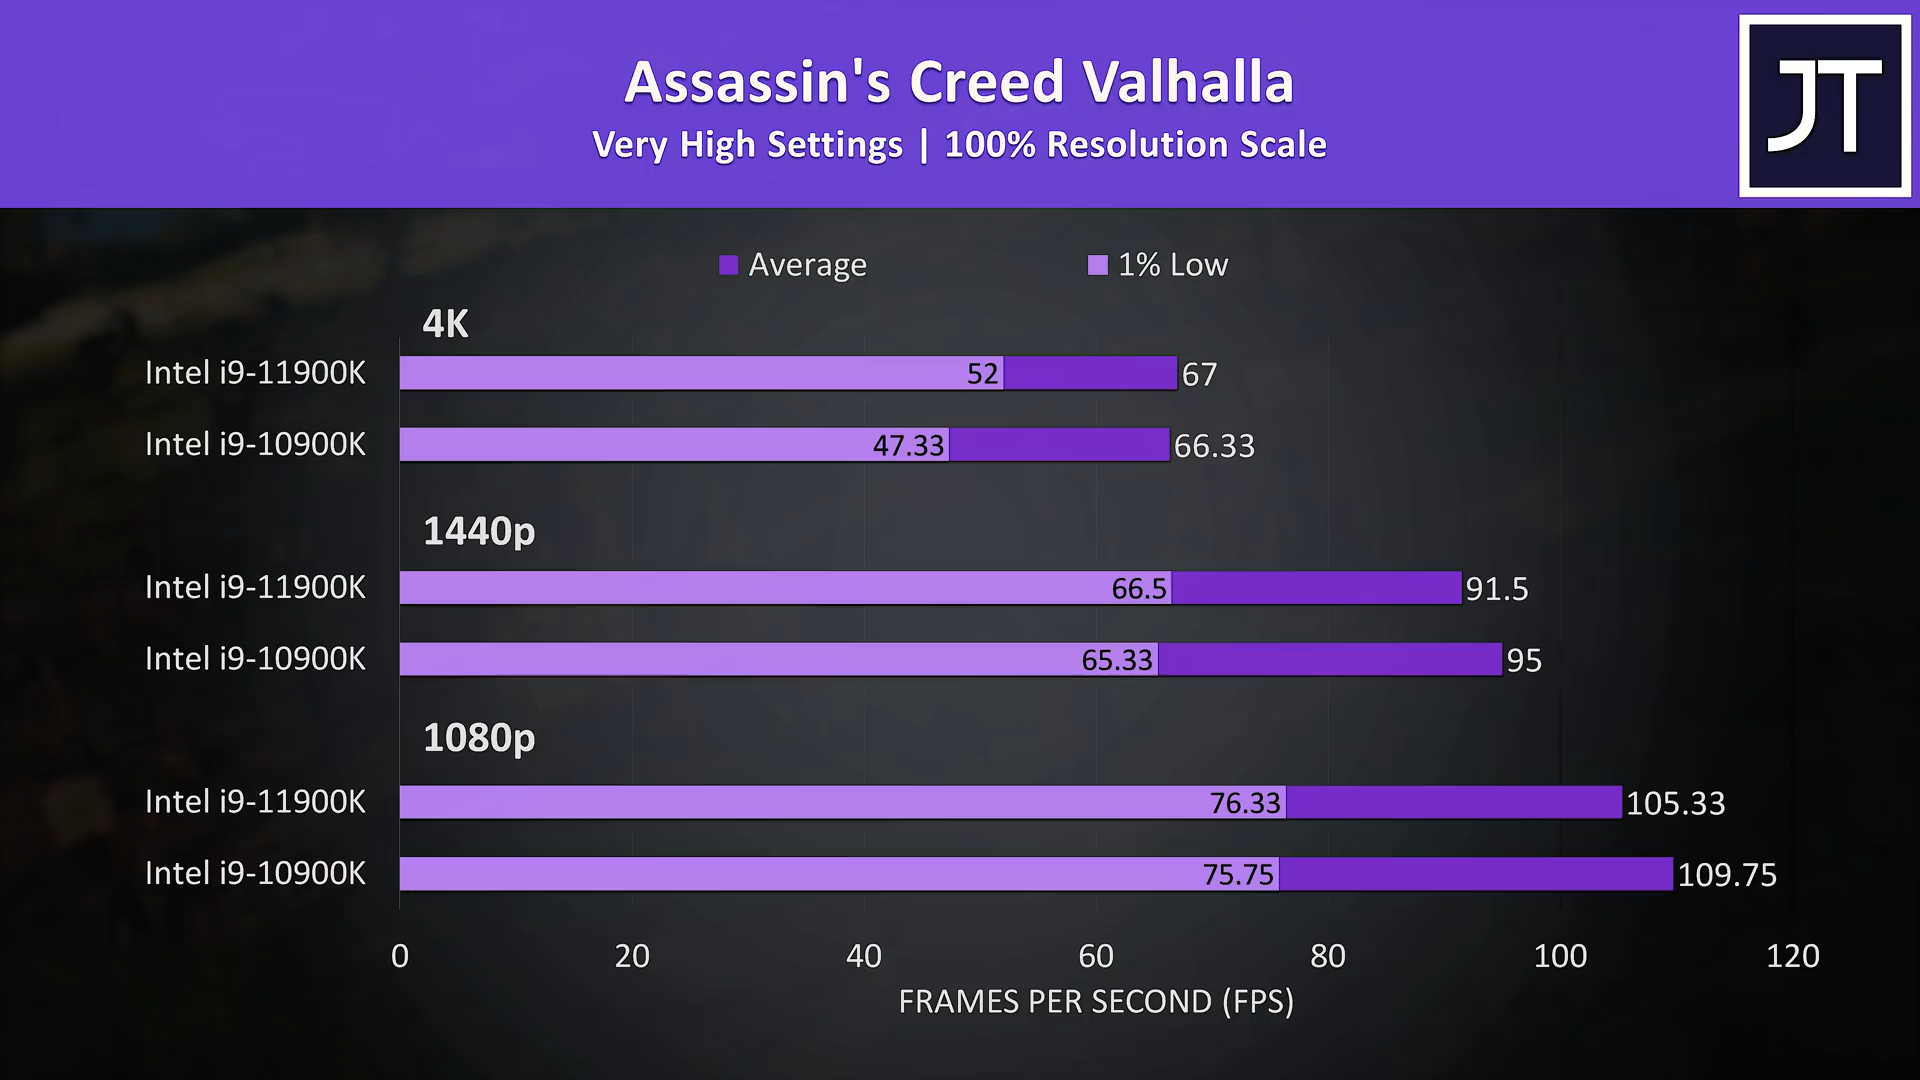 Assassin's Creed Valhalla
Very High Settings | 100% Resolution Scale
JT
Average 1% Low
4K
Intel i9-11900K 52 67
Intel i9-10900K 47.33 66.33
1440p
Intel i9-11900K 66.5 91.5
Intel i9-10900K 65.33 95
1080p
Intel i9-11900K 76.33 105.33
Intel i9-10900K 75.75 109.75
0 20 40 60 80 100 120
FRAMES PER SECOND (FPS)